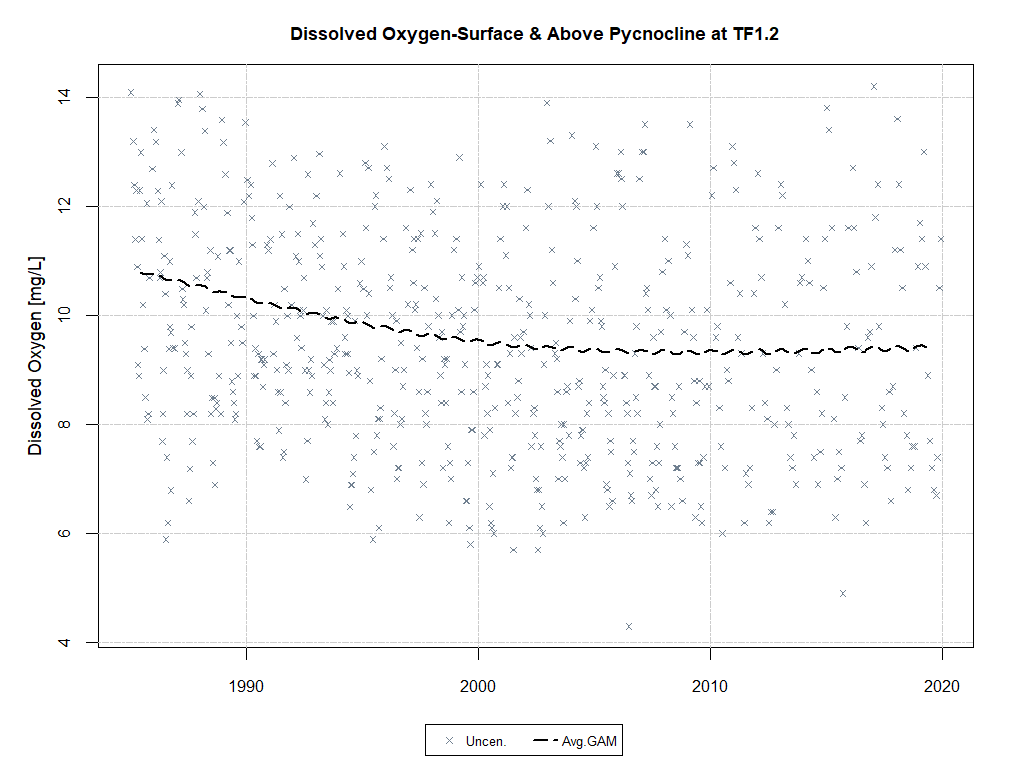 Dissolved Oxygen-Surface & Above Pycnocline at TF1.2
Dissolved Oxygen [mg/L]
14
12
10
8
6
4
1990 2000 2010 2020
Uncen. Avg.GAM